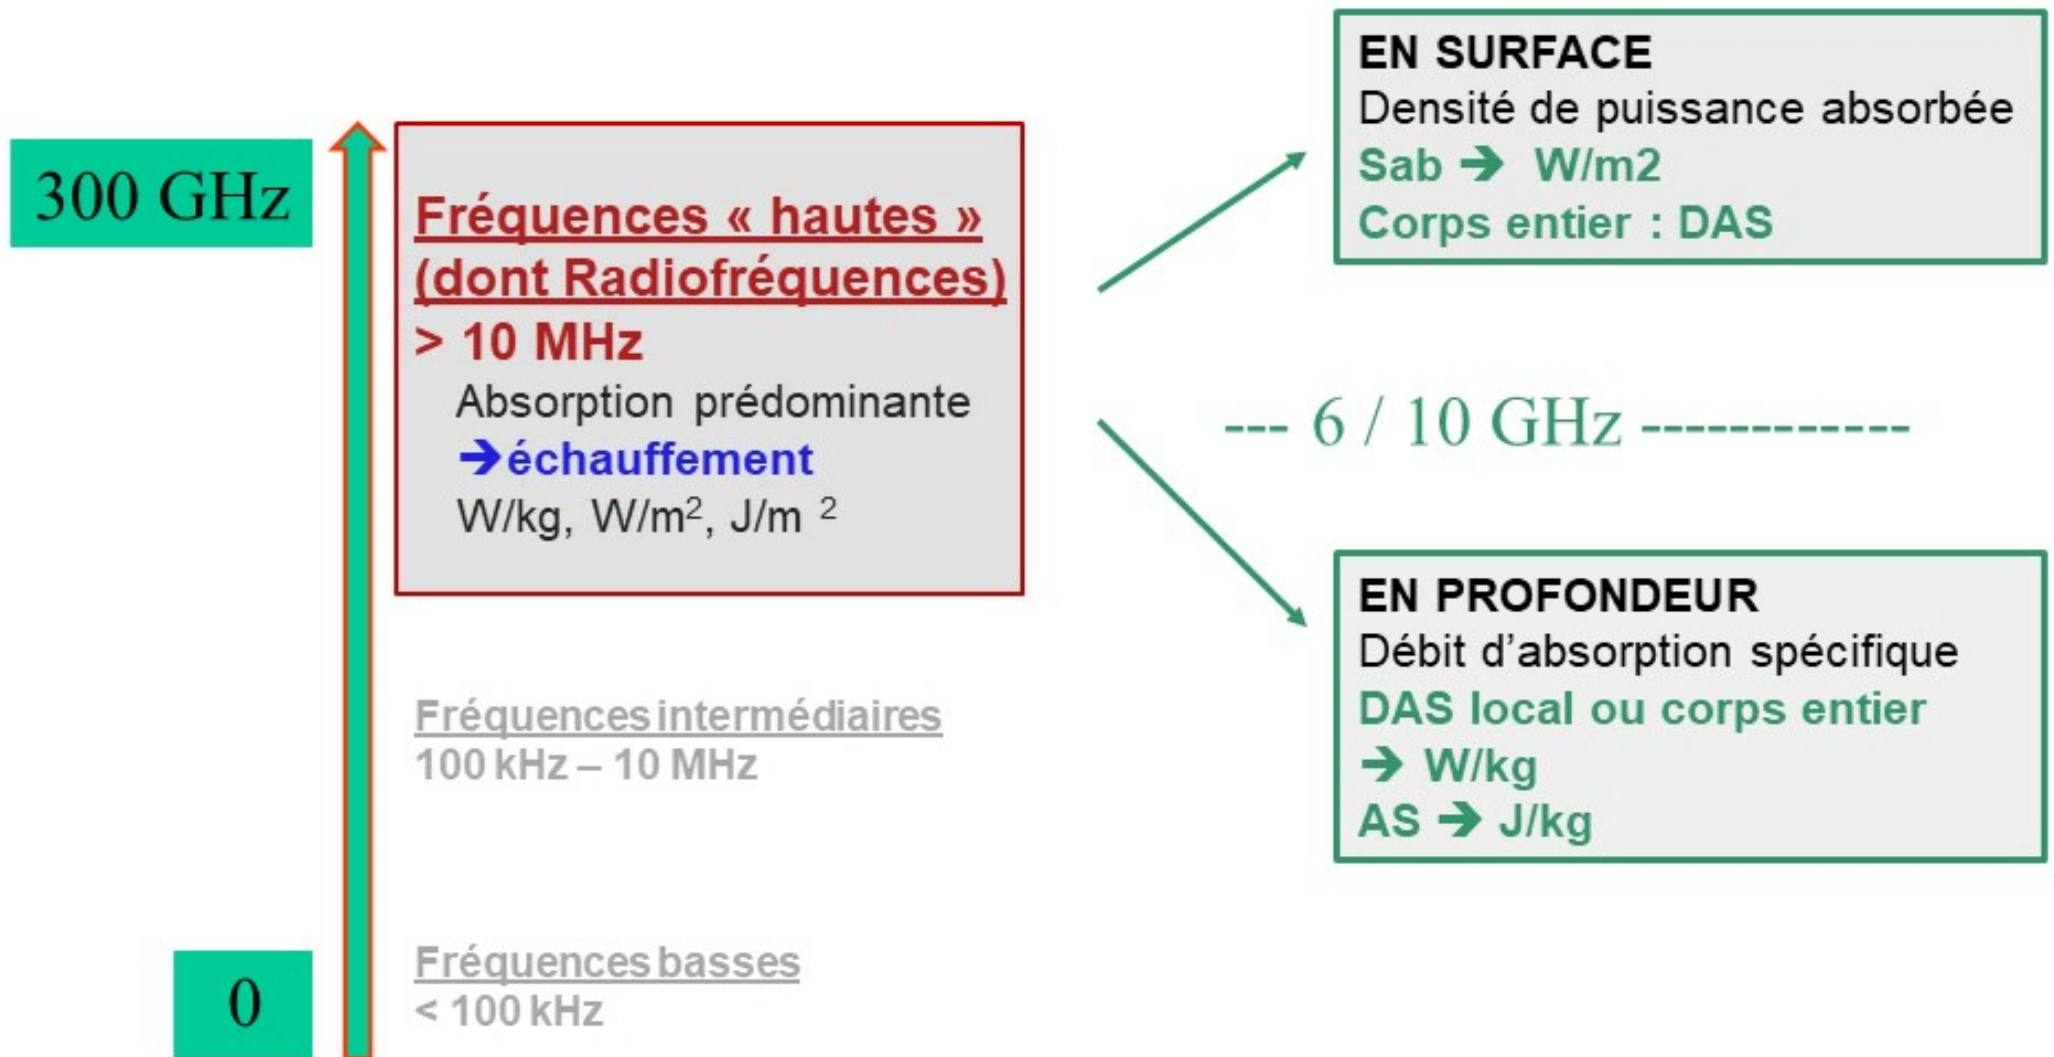 300 GHz
Fréquences « hautes »
(dont Radiofréquences)
> 10 MHz
Absorption prédominante
➔échauffement
W/kg, W/m², J/m ²
Fréquences intermédiaires
100 kHz – 10 MHz
Fréquences basses
< 100 kHz
0
EN SURFACE
Densité de puissance absorbée
Sab ➔ W/m2
Corps entier : DAS
--- 6 / 10 GHz ------------
EN PROFONDEUR
Débit d’absorption spécifique
DAS local ou corps entier
➔ W/kg
AS ➔ J/kg